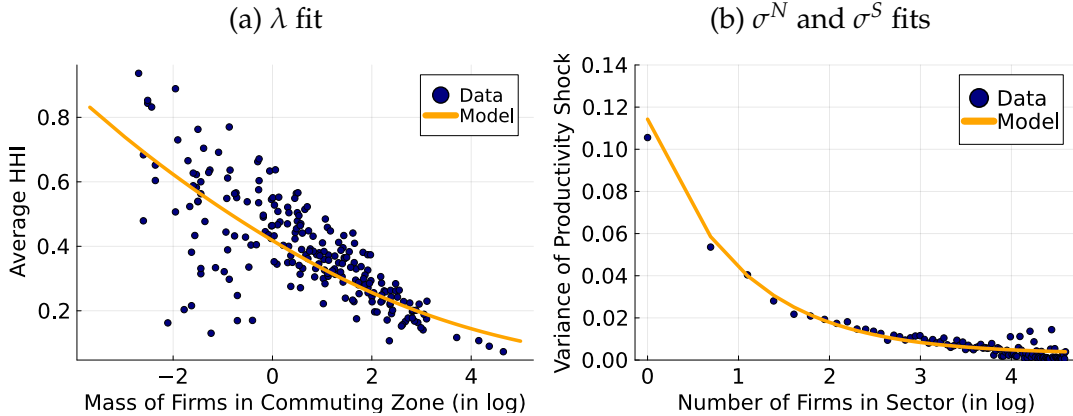 (a) λ fit
Average HHI
0.8
0.6
0.4
0.2
−2
0
2
4
Mass of Firms in Commuting Zone (in log)
Data
Model
(b) σ^N and σ^S fits
Variance of Productivity Shock
0.14
0.12
0.10
0.08
0.06
0.04
0.02
0.00
0
1
2
3
4
Number of Firms in Sector (in log)
Data
Model